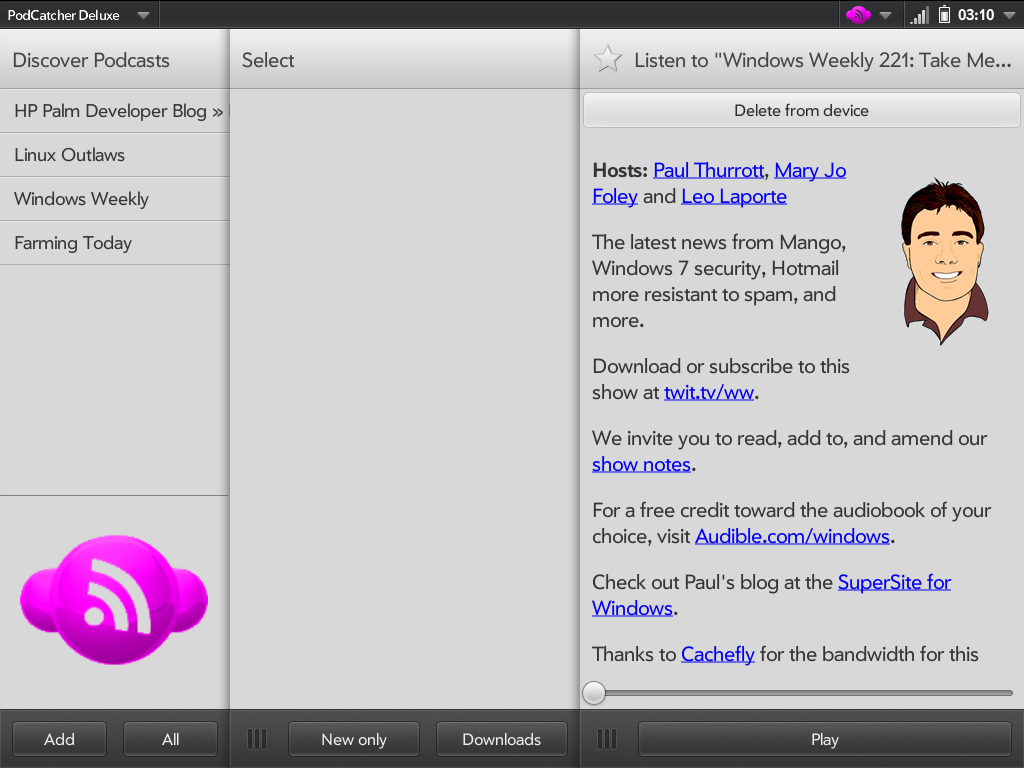 PodCatcher Deluxe
03:10
Discover Podcasts
Select
Listen to "Windows Weekly 221: Take Me...
HP Palm Developer Blog »
Linux Outlaws
Windows Weekly
Farming Today
Delete from device
Hosts: Paul Thurrott, Mary Jo
Foley and Leo Laporte
The latest news from Mango,
Windows 7 security, Hotmail
more resistant to spam, and
more.
Download or subscribe to this
show at twit.tv/ww.
We invite you to read, add to, and amend our
show notes.
For a free credit toward the audiobook of your
choice, visit Audible.com/windows.
Check out Paul's blog at the SuperSite for
Windows.
Thanks to Cachefly for the bandwidth for this
Add
All
New only
Downloads
Play